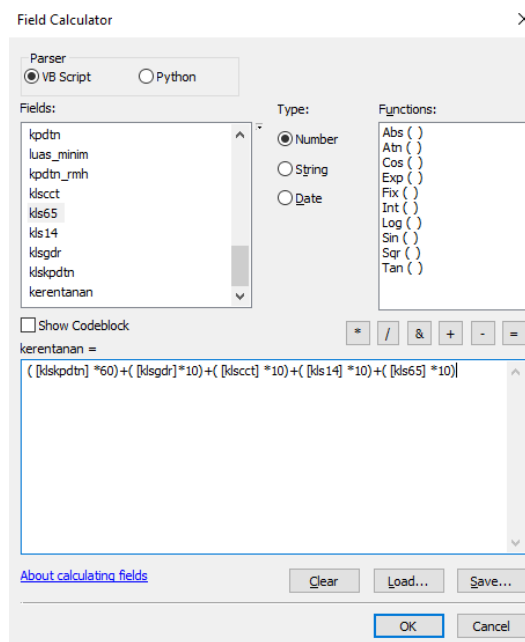 Field Calculator
Parser
VB Script Python
Fields: Type: Functions:
kpdtn
luas_minim
kpdtn_rmh
klscct
kls65
kls14
klsgdr
klskpdtn
kerentanan
Number
String
Date
Abs ( )
Atn ( )
Cos ( )
Exp ( )
Fix ( )
Int ( )
Log ( )
Sin ( )
Sqr ( )
Tan ( )
Show Codeblock
* / & + - =
kerentanan =
( [klskpdtn] *60)+( [klsgdr]*10)+( [klscct] *10)+( [kls14] *10)+( [kls65] *10)
About calculating fields Clear Load... Save...
OK Cancel